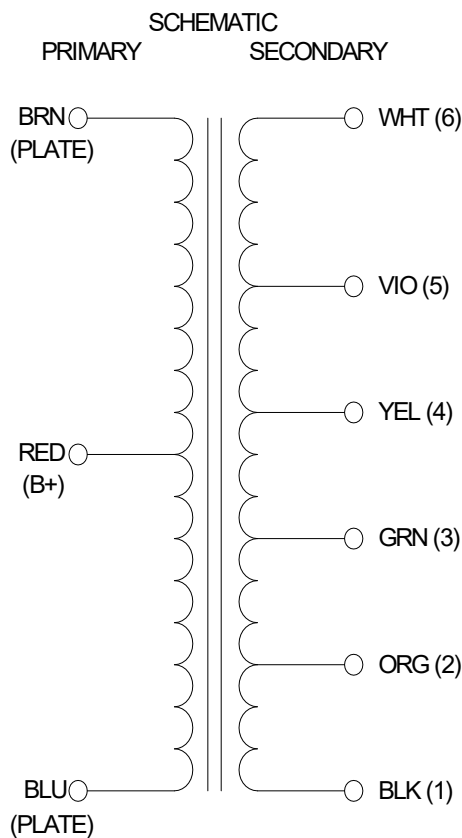 SCHEMATIC
PRIMARY SECONDARY
BRN WHT (6)
(PLATE)
VIO (5)
YEL (4)
RED
(B+)
GRN (3)
ORG (2)
BLU BLK (1)
(PLATE)